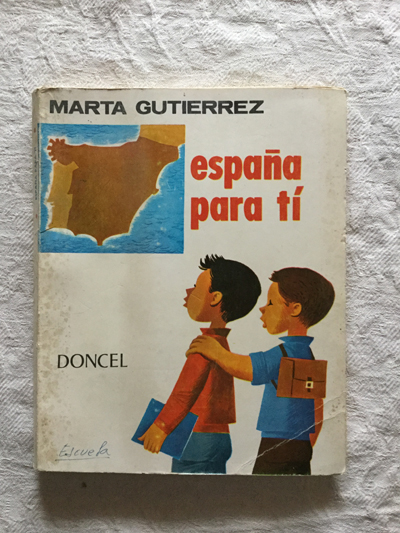 MARTA GUTIERREZ
españa
para tí
DONCEL
Escuela